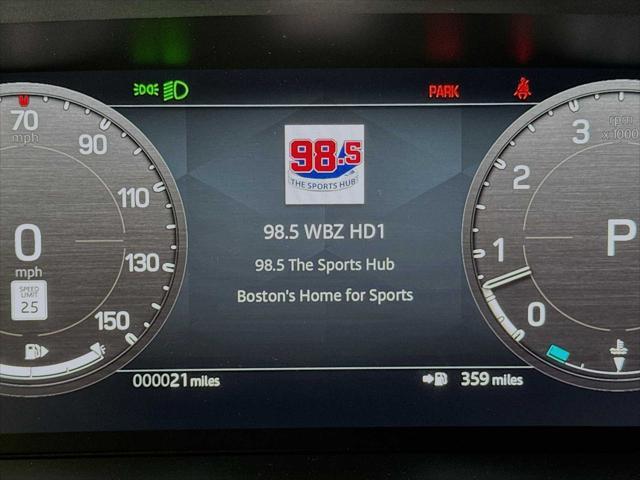 PARK
70
mph
90
110
130
150
0
mph
SPEED
LIMIT
25
98.5
THE SPORTS HUB
98.5 WBZ HD1
98.5 The Sports Hub
Boston's Home for Sports
rpm
x1000
3
2
1
0
P
000021 miles
359 miles